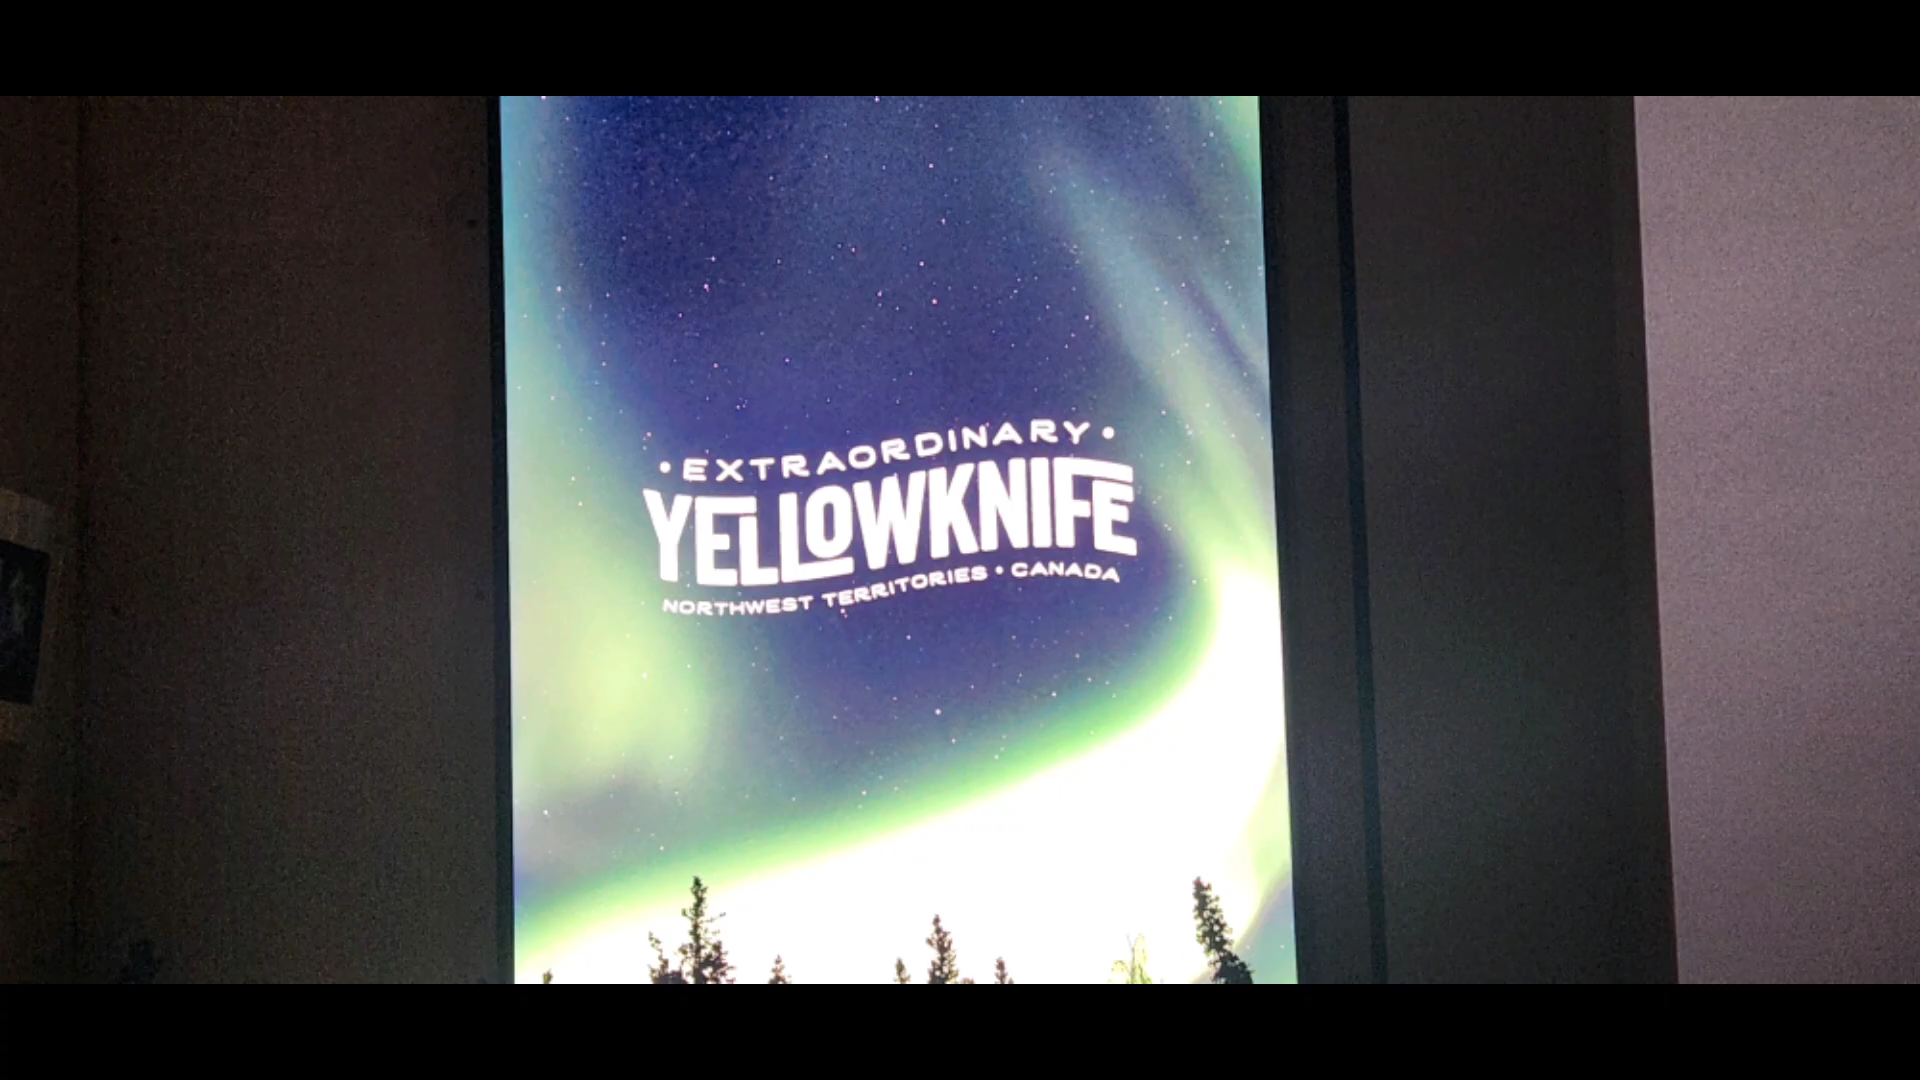 • EXTRAORDINARY •
YELLOWKNIFE
NORTHWEST TERRITORIES • CANADA